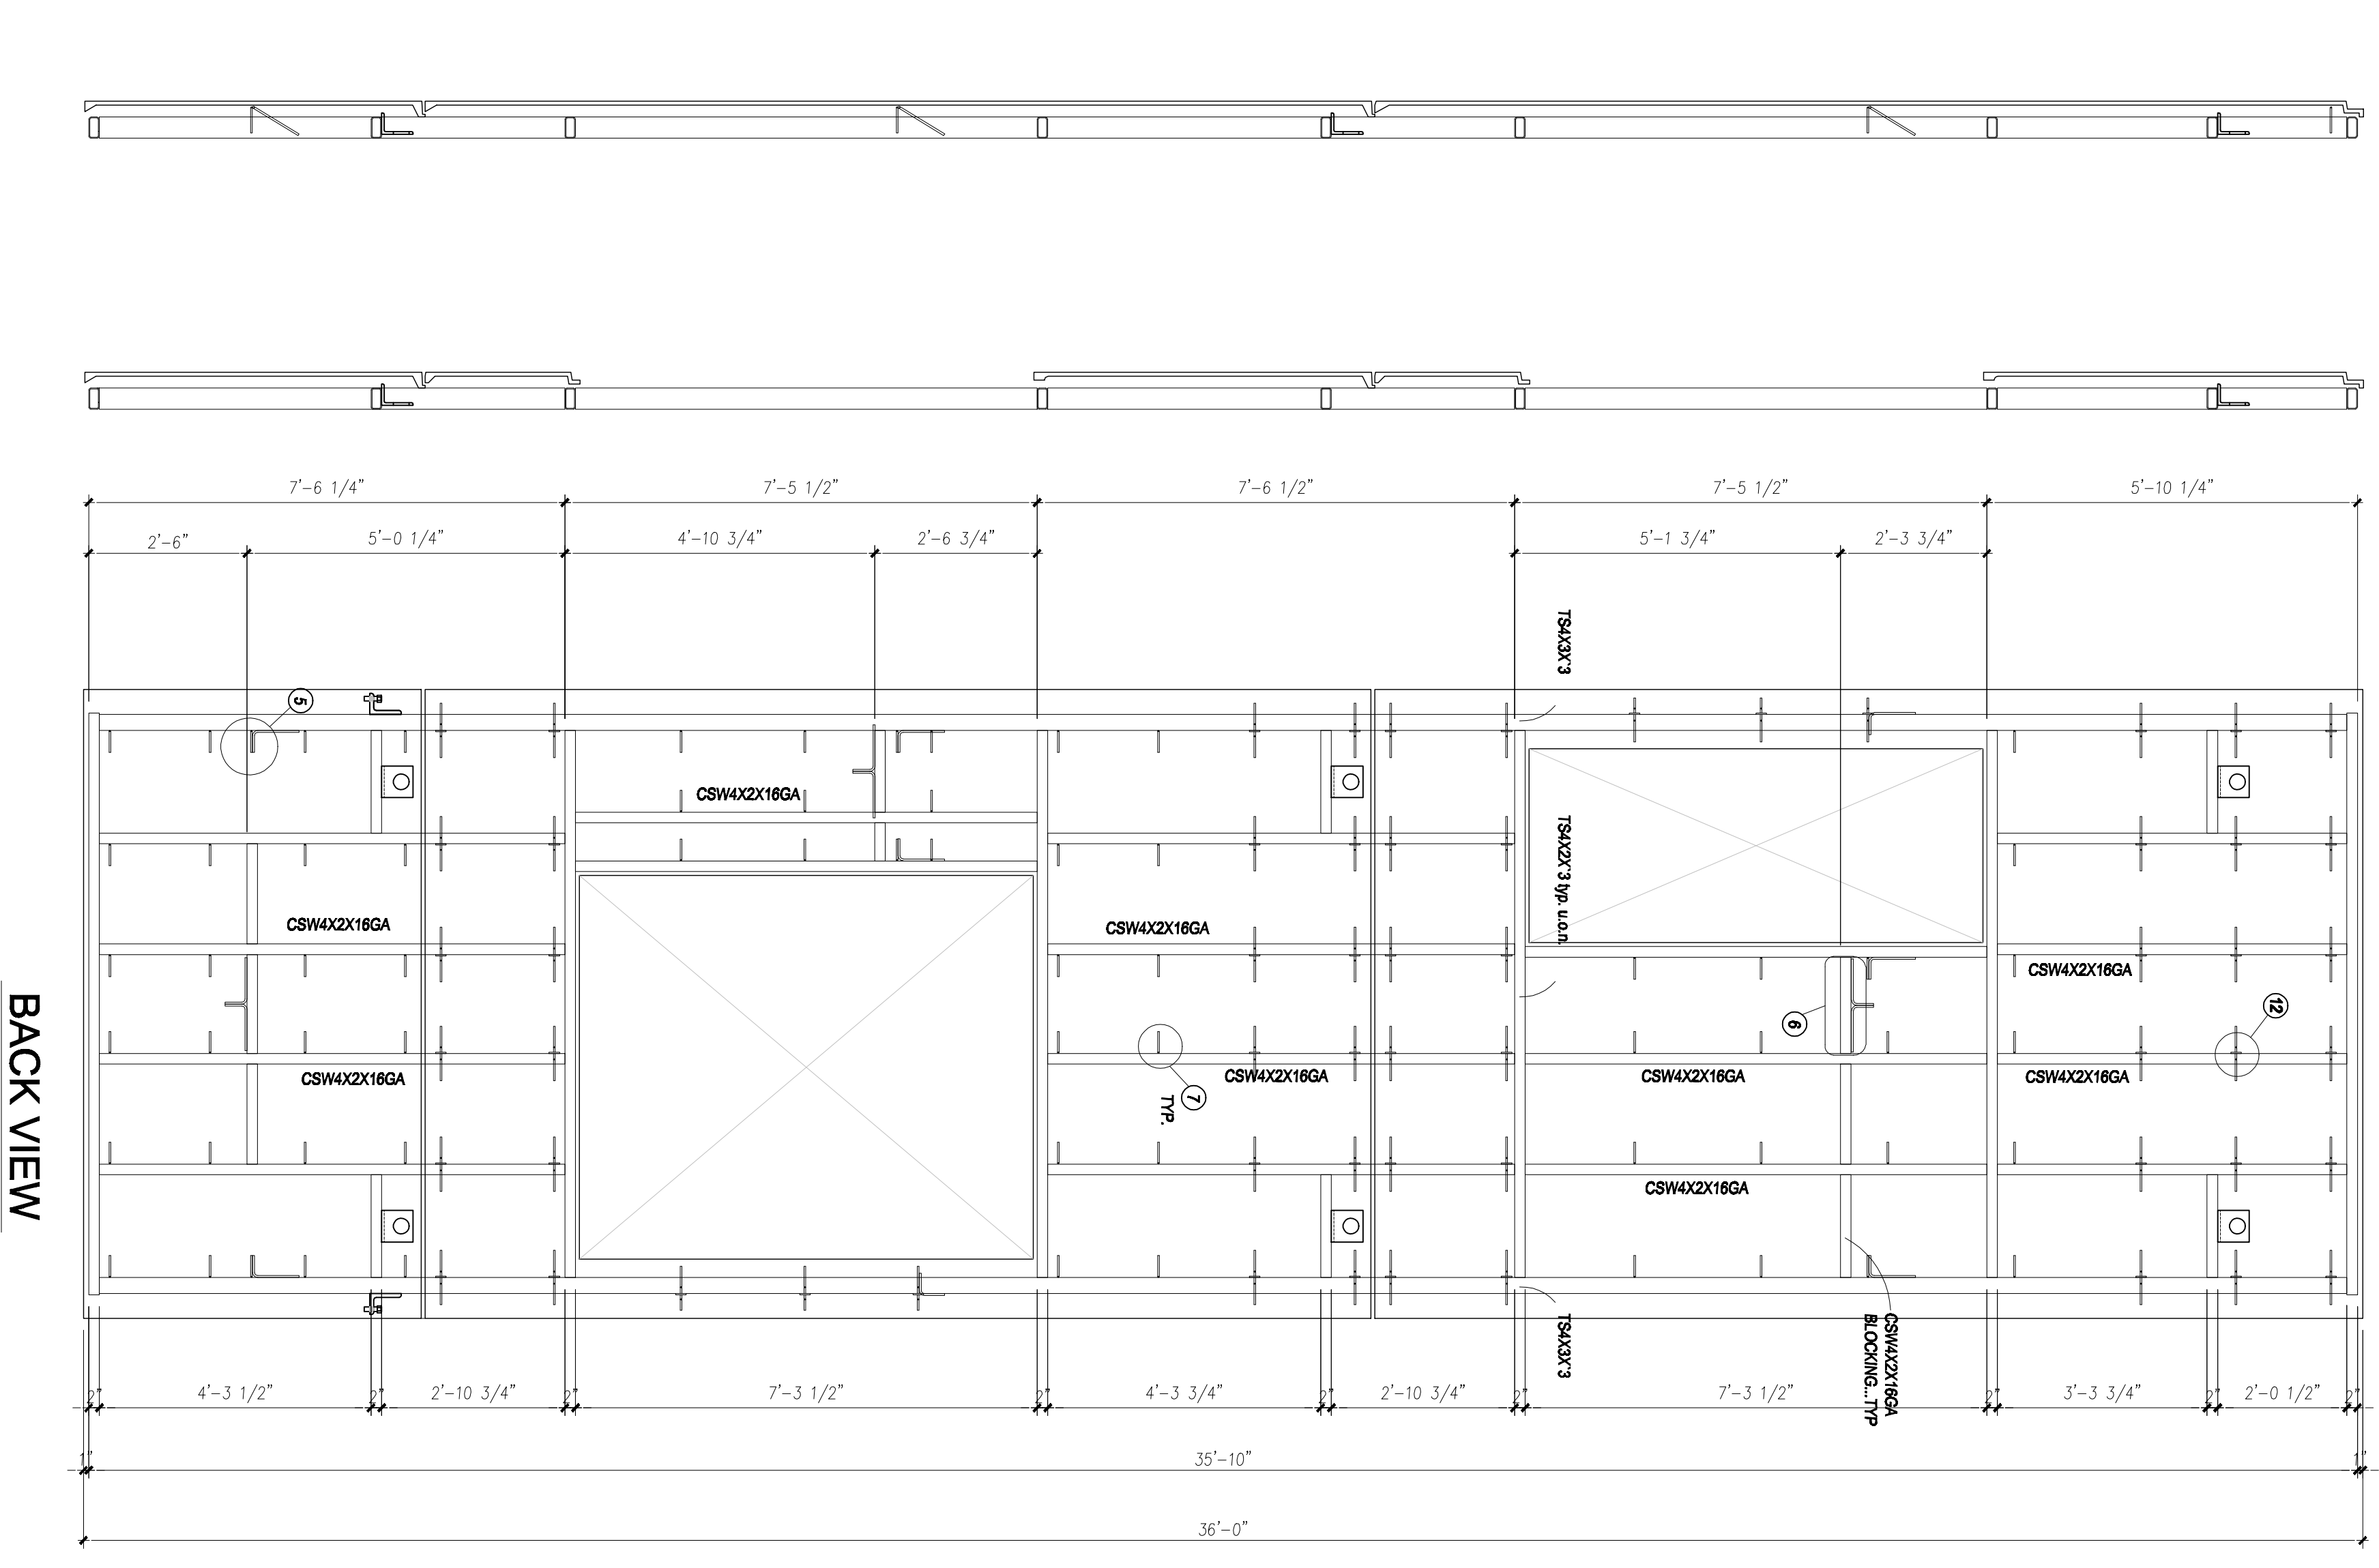 7'-6 1/4"
7'-5 1/2"
7'-6 1/2"
7'-5 1/2"
5'-10 1/4"
2'-6"
5'-0 1/4"
4'-10 3/4"
2'-6 3/4"
5'-1 3/4"
2'-3 3/4"
TS4X3X'3
5
CSW4X2X16GA
TS4X2X'3 typ. u.o.n.
CSW4X2X16GA
CSW4X2X16GA
CSW4X2X16GA
12
6
CSW4X2X16GA
CSW4X2X16GA
CSW4X2X16GA
CSW4X2X16GA
7
TYP.
CSW4X2X16GA
BACK VIEW
TS4X3X'3
CSW4X2X16GA
BLOCKING...TYP
2"
4'-3 1/2"
2"
2'-10 3/4"
2"
7'-3 1/2"
2"
4'-3 3/4"
2"
2'-10 3/4"
2"
7'-3 1/2"
2"
3'-3 3/4"
2"
2'-0 1/2"
2"
1"
35'-10"
1"
36'-0"